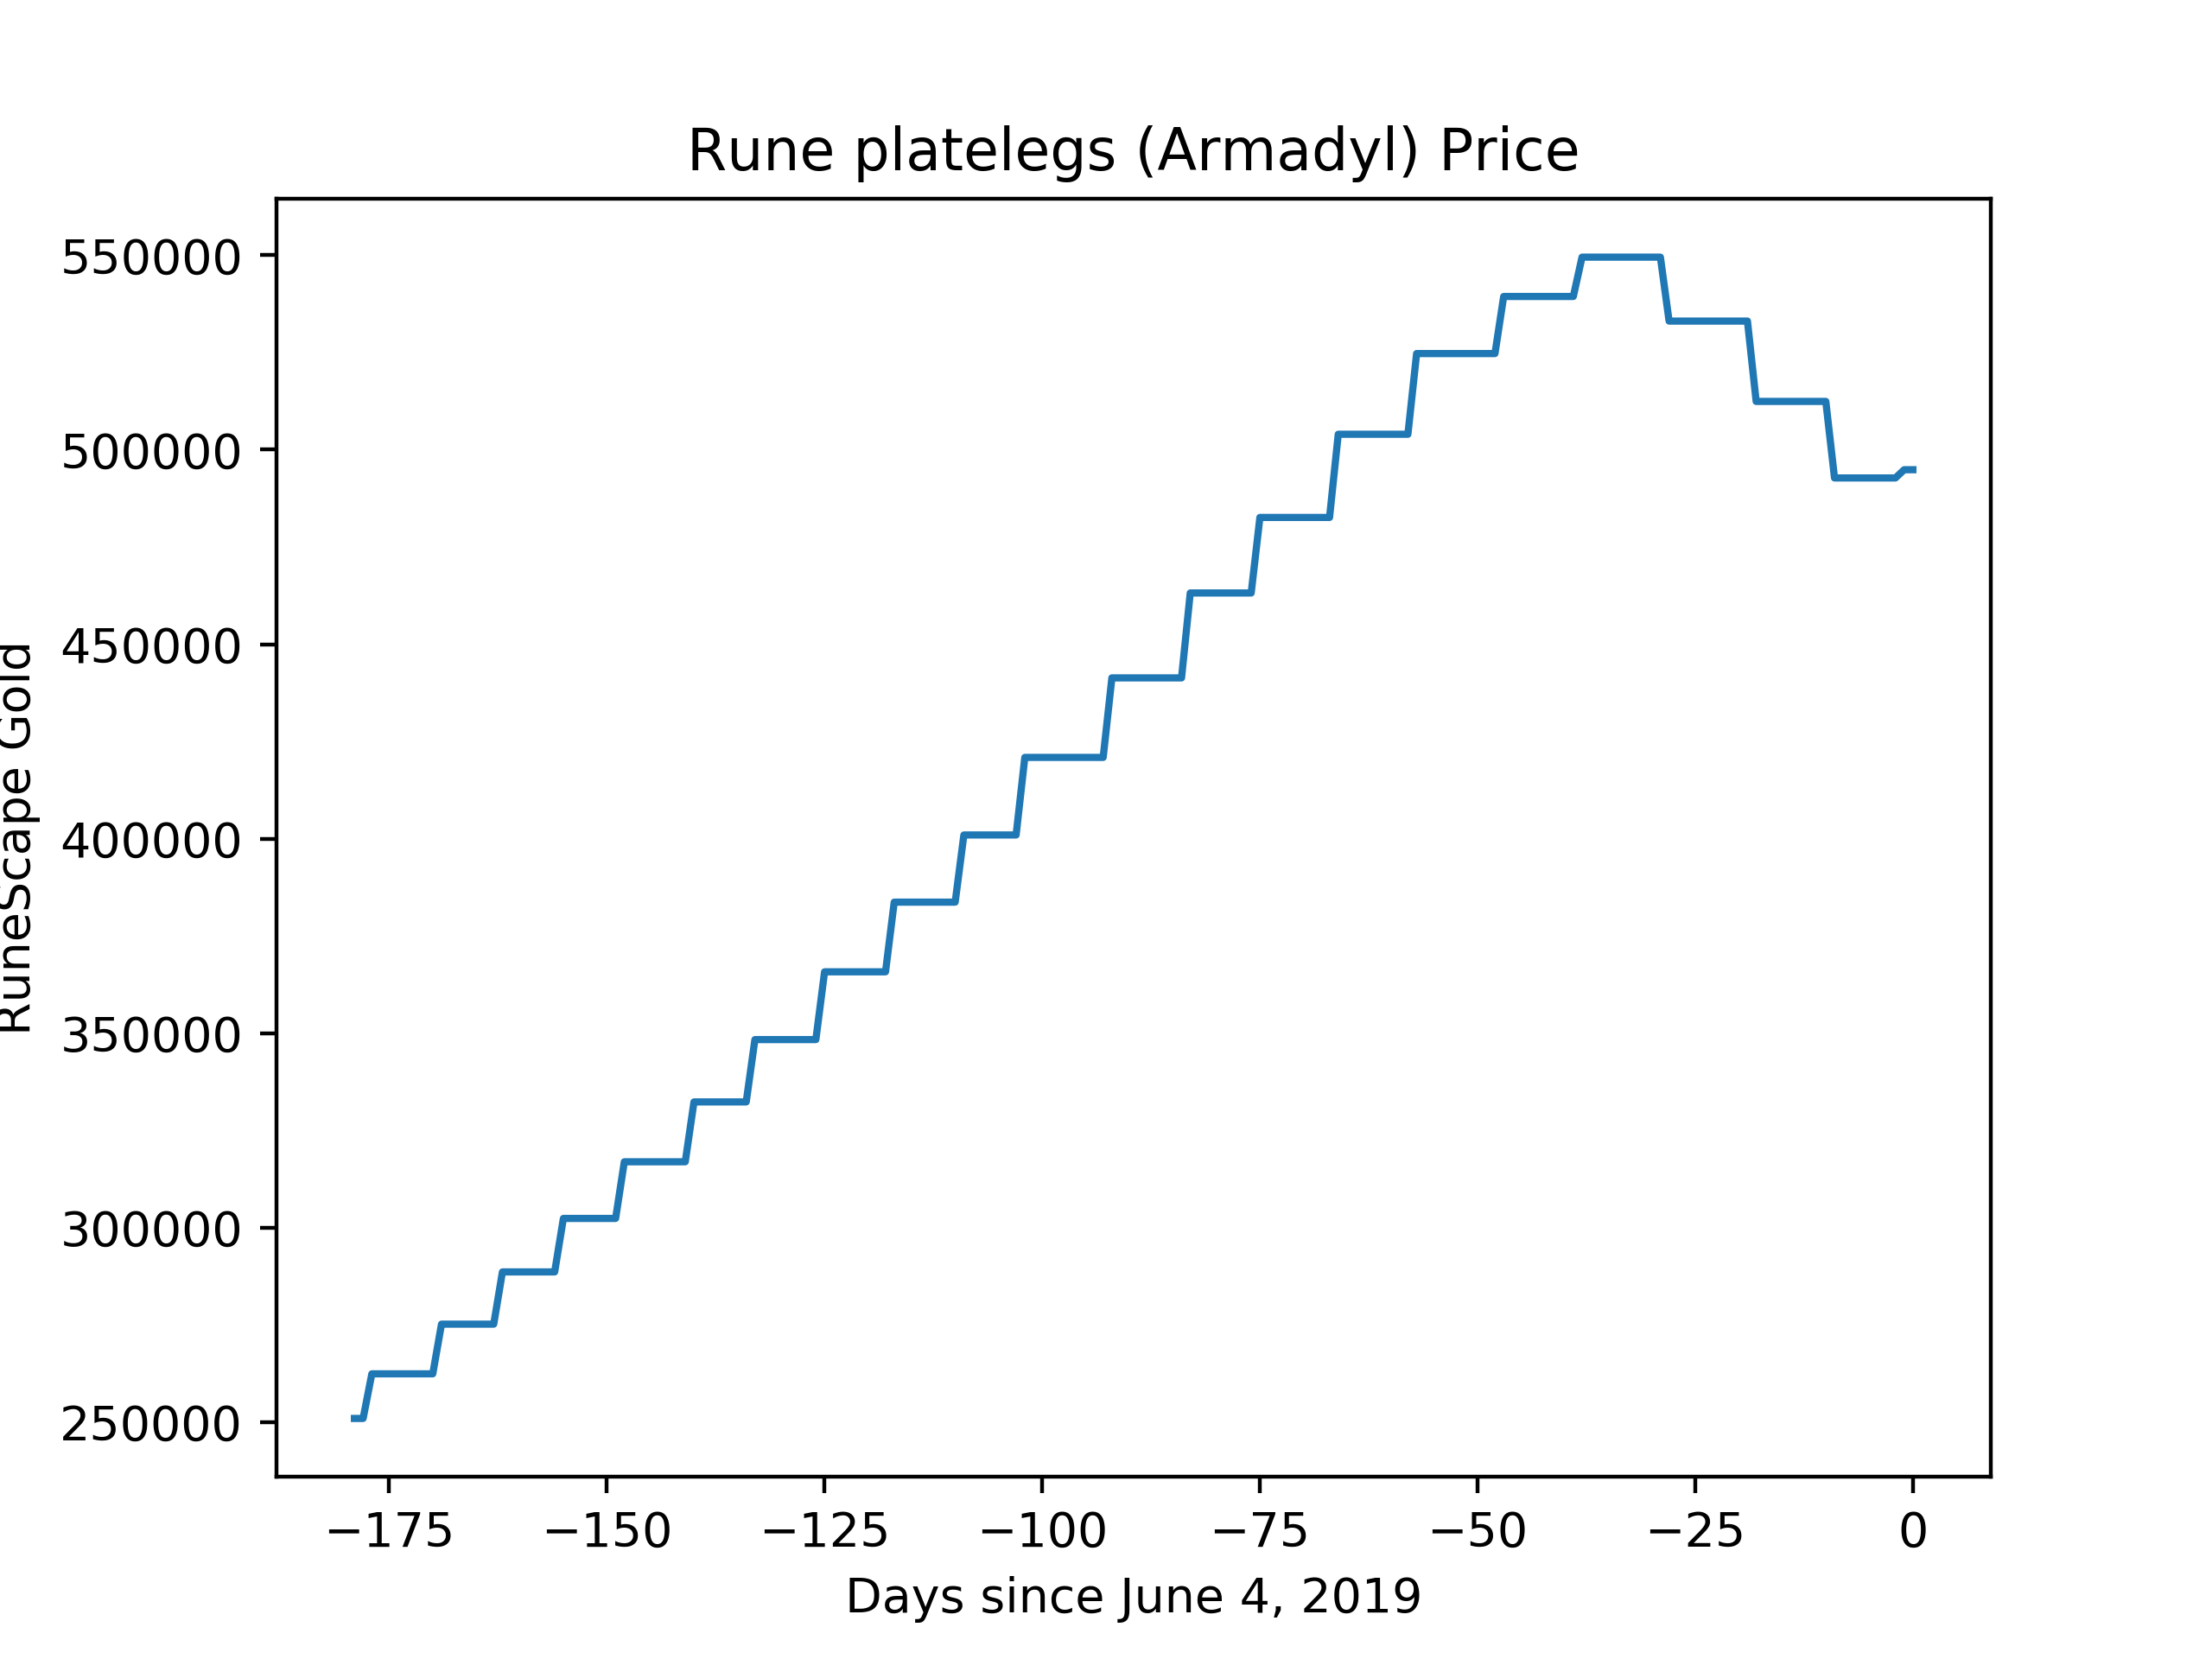 Rune platelegs (Armadyl) Price
550000
500000
450000
400000
350000
300000
250000
RuneScape Gold
−175 −150 −125 −100 −75 −50 −25 0
Days since June 4, 2019